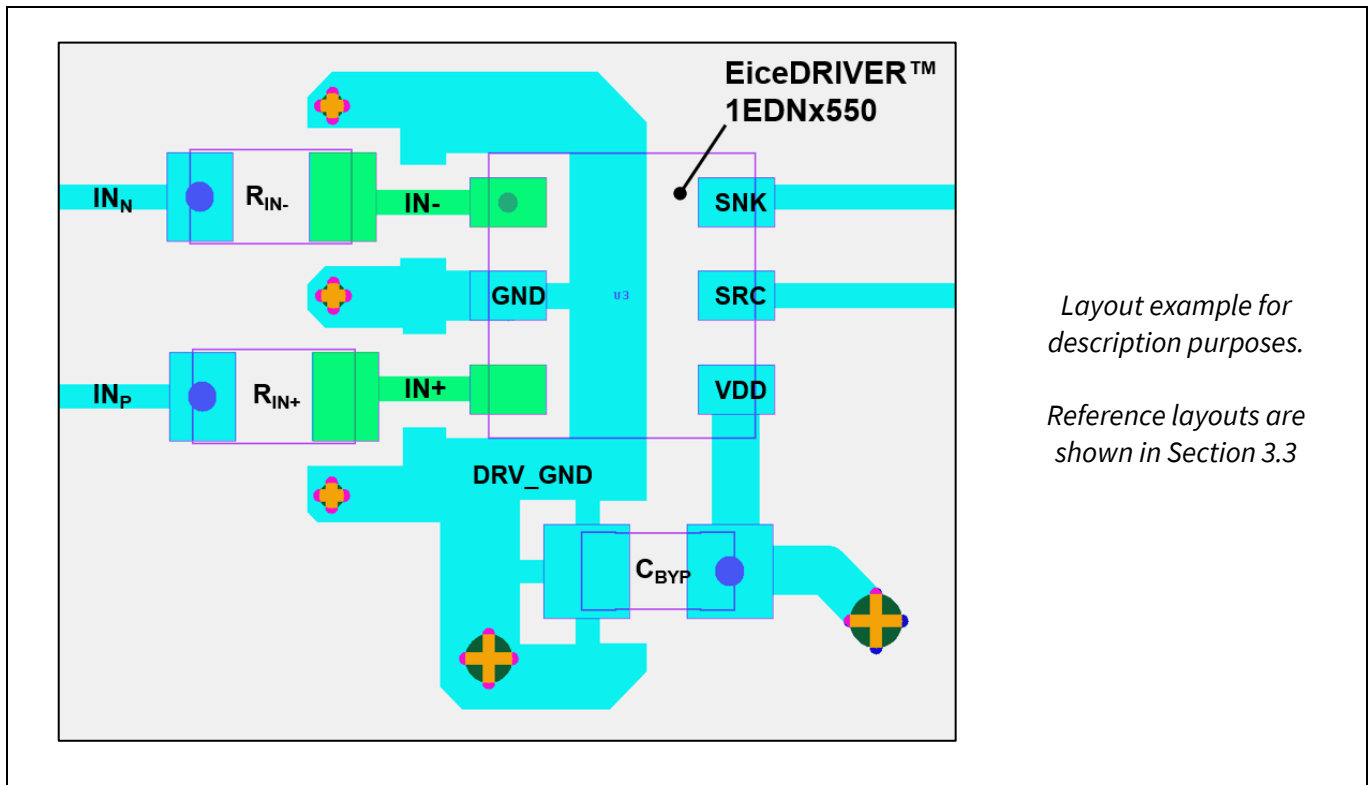 EiceDRIVER™
1EDNx550
IN_N
R_IN-
IN-
SNK
GND
U3
SRC
IN_P
R_IN+
IN+
VDD
DRV_GND
C_BYP
Layout example for
description purposes.
Reference layouts are
shown in Section 3.3